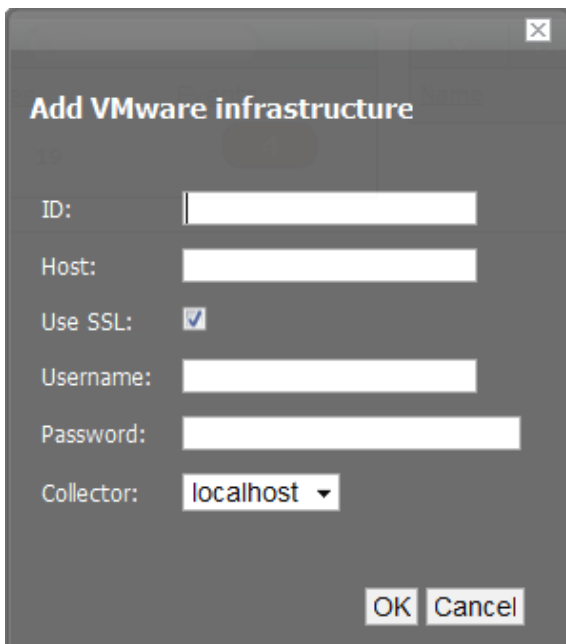 Add VMware infrastructure
ID:
Host:
Use SSL:
Username:
Password:
Collector: localhost
OK Cancel